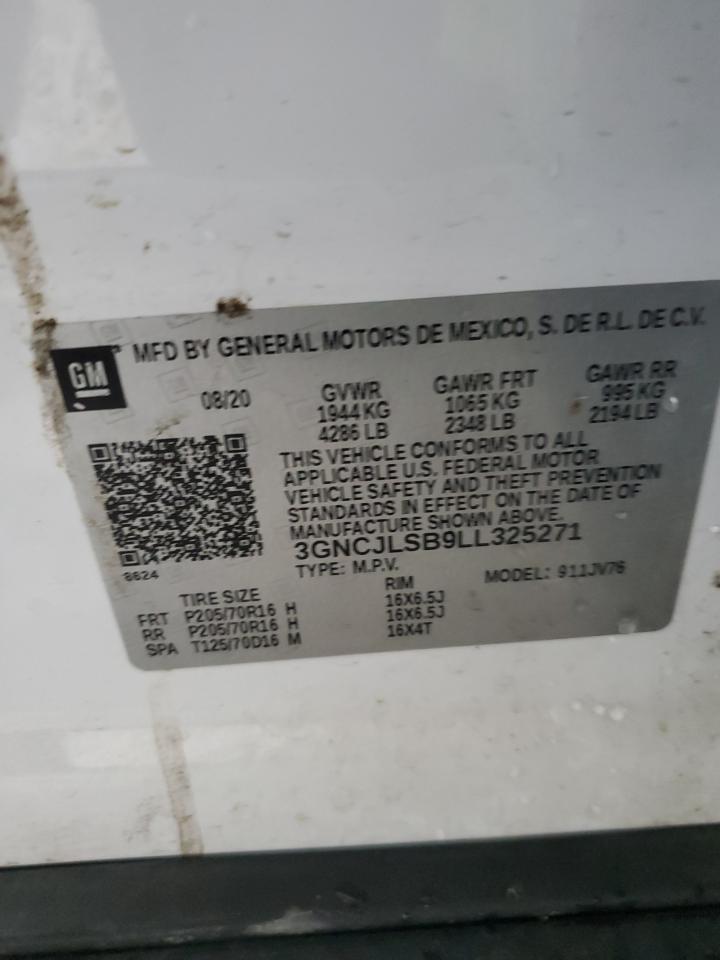 GM
MFD BY GENERAL MOTORS DE MEXICO, S. DE R.L. DE C.V.
08/20 GVWR GAWR FRT GAWR RR
1944 KG 1065 KG 995 KG
4286 LB 2348 LB 2194 LB
THIS VEHICLE CONFORMS TO ALL
APPLICABLE U.S. FEDERAL MOTOR
VEHICLE SAFETY AND THEFT PREVENTION
STANDARDS IN EFFECT ON THE DATE OF
MANUFACTURE SHOWN ABOVE.
3GNCJLSB9LL325271
8624 TYPE: M.P.V. MODEL: 911JV76
TIRE SIZE RIM
FRT P205/70R16 H 16X6.5J
RR P205/70R16 H 16X6.5J
SPA T125/70D16 M 16X4T